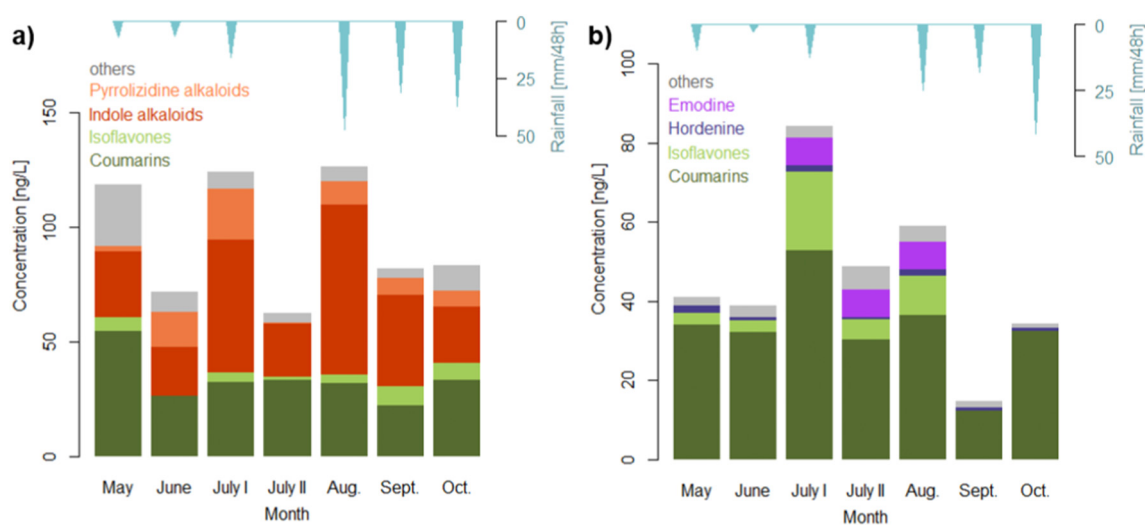 a)
others
Pyrrolizidine alkaloids
Indole alkaloids
Isoflavones
Coumarins
Concentration [ng/L]
0
50
100
150
Rainfall [mm/48h]
0
25
50
May June July I July II Aug. Sept. Oct.
Month
b)
others
Emodine
Hordenine
Isoflavones
Coumarins
Concentration [ng/L]
0
20
40
60
80
100
Rainfall [mm/48h]
0
25
50
May June July I July II Aug. Sept. Oct.
Month